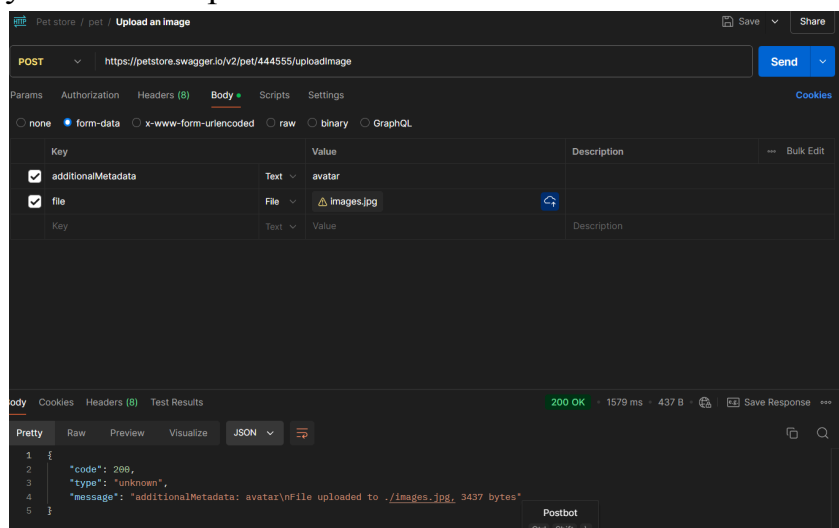 HTTP Pet store / pet / Upload an image Save Share
POST https://petstore.swagger.io/v2/pet/444555/uploadImage Send
Params Authorization Headers (8) Body Scripts Settings Cookies
none form-data x-www-form-urlencoded raw binary GraphQL
Key Value Description Bulk Edit
additionalMetadata Text avatar
file File images.jpg
Key Text Value Description
ody Cookies Headers (8) Test Results 200 OK 1579 ms 437 B Save Response
Pretty Raw Preview Visualize JSON
1 {
2 "code": 200,
3 "type": "unknown",
4 "message": "additionalMetadata: avatar\nFile uploaded to ./images.jpg, 3437 bytes"
5 }
Postbot